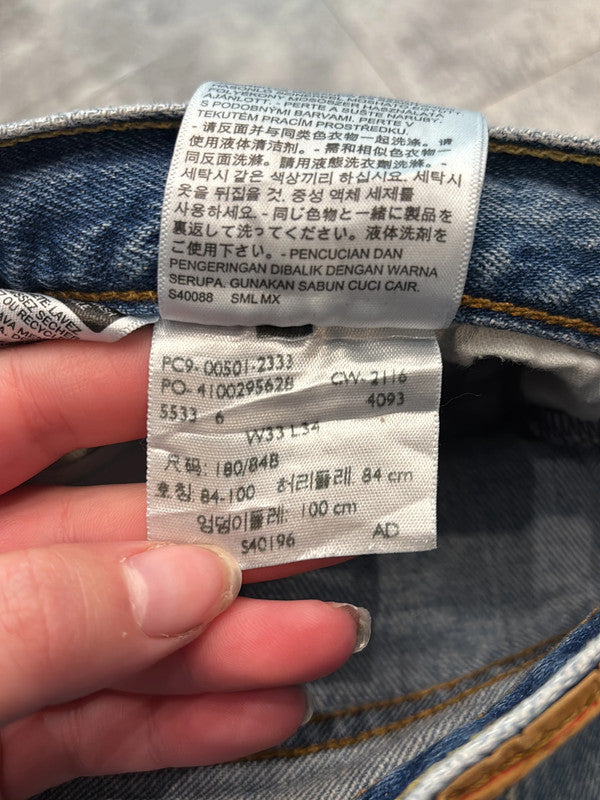 AJÖLOTT. - PERTE A SUŠTE NARUBY
S PODOBNÝMI BARVAMI. PERTE
TEKUTÉM PRACÍM PROSTŘEDKU.
- 请反面并与同类色衣物一起洗涤。请
使用液体清洁剂。- 需和相似色衣物一
同反面洗滌。請用液態洗衣劑洗滌。-
세탁시 같은 색상끼리 하십시요. 세탁시
옷을 뒤집을 것. 중성 액체 세제를
사용하세요. - 同じ色物と一緒に製品を
裏返して洗ってください。液体洗剤を
ご使用下さい。- PENCUCIAN DAN
PENGERINGAN DIBALIK DENGAN WARNA
SERUPA. GUNAKAN SABUN CUCI CAIR.
S40088 SML MX
PC9- 00501-2333
PO- 4100295628 CW- 2116
5533 6 4093
W33 L34
尺码: 180/84B
호칭 84-100 허리둘레. 84 cm
엉덩이둘레. 100 cm
S40196 AD